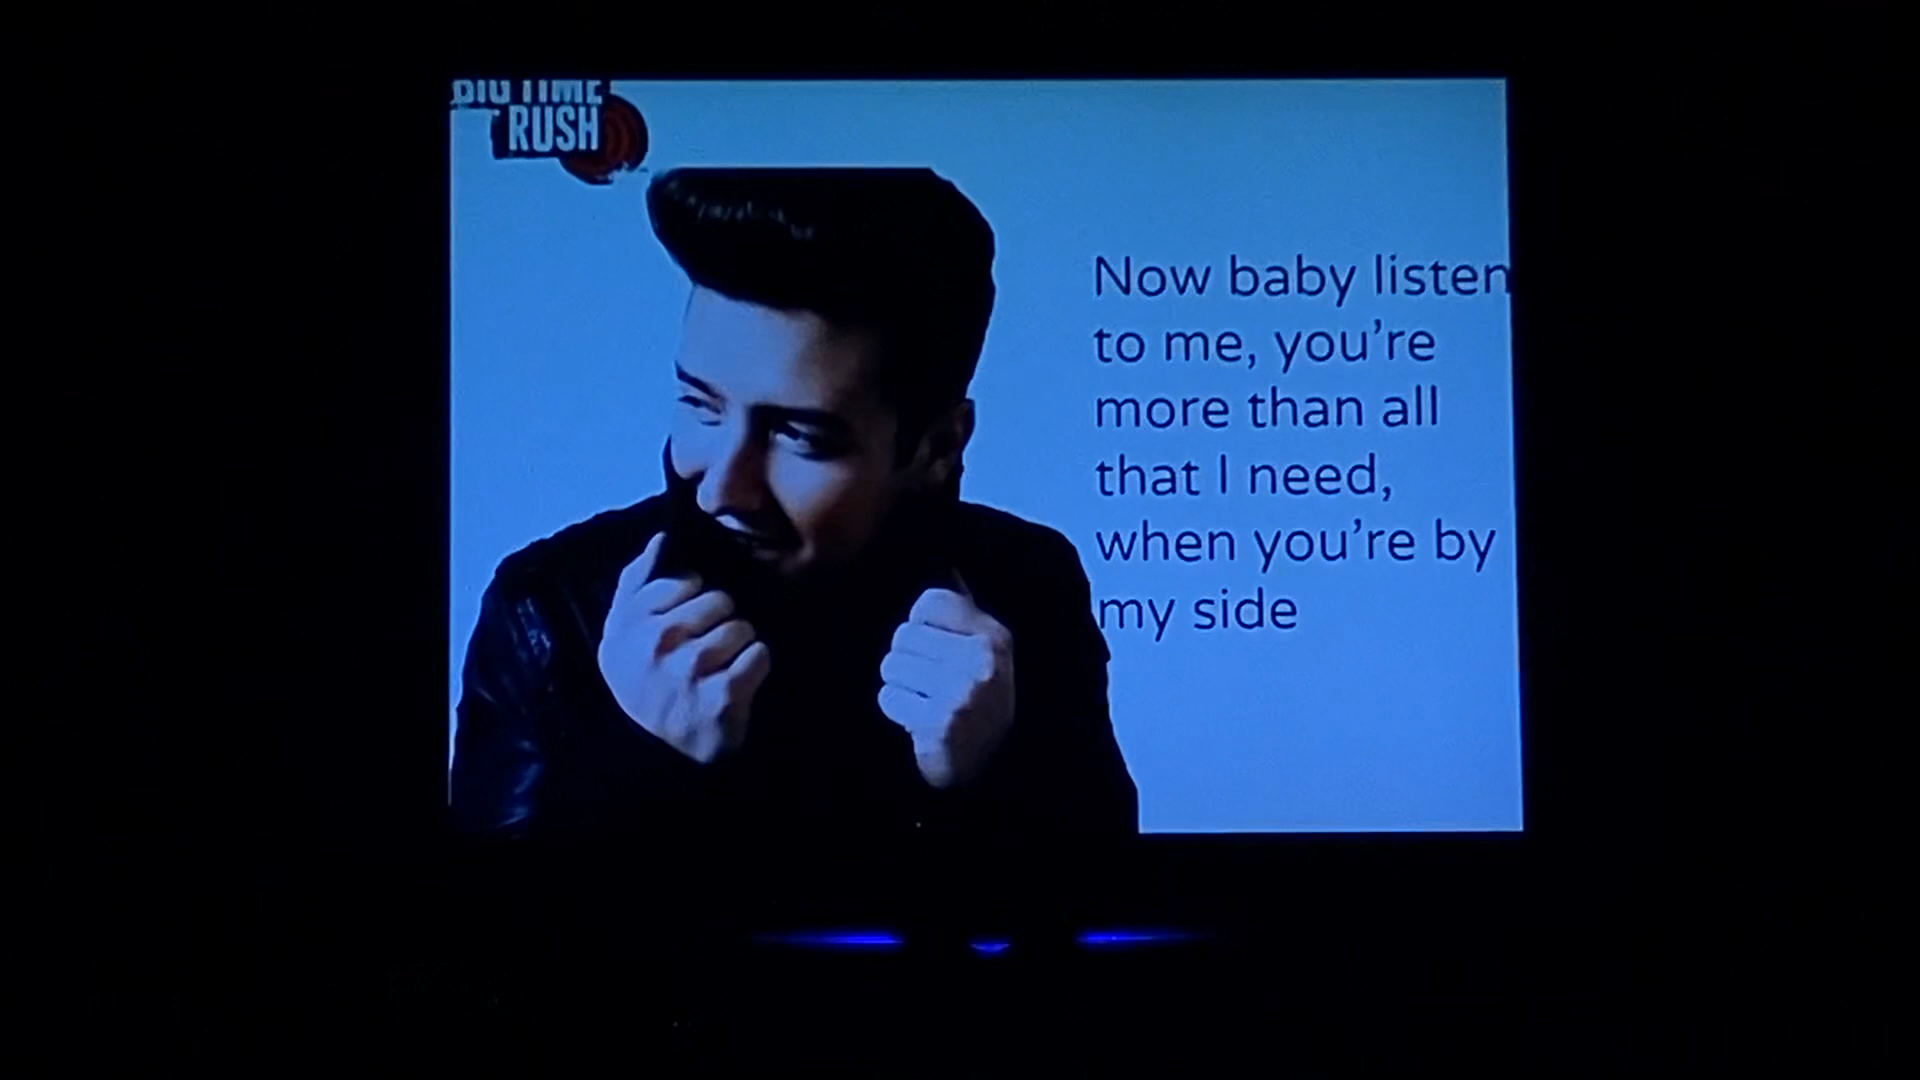 BIG TIME
RUSH
Now baby listen
to me, you're
more than all
that I need,
when you're by
my side